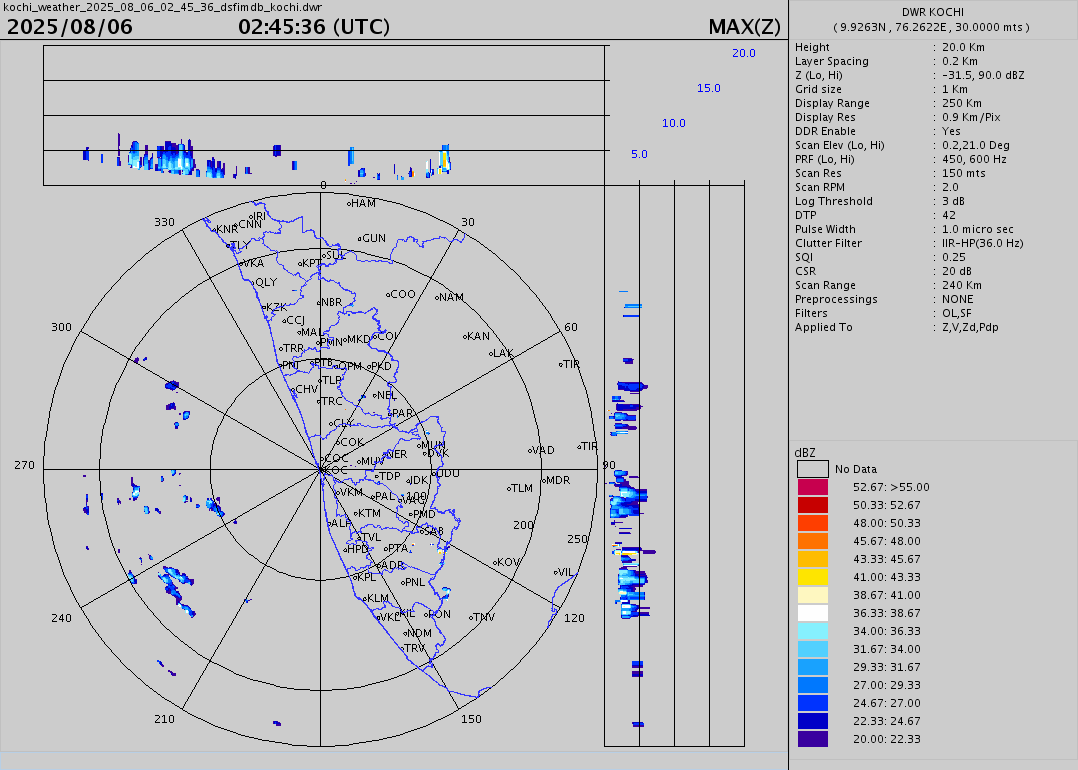 kochi_weather_2025_08_06_02_45_36_dsfimdb_kochi.dwr
2025/08/06 02:45:36 (UTC) MAX(Z)
20.0
15.0
10.0
5.0
0
30
60
90
120
150
210
240
270
300
330
100
200
250
HAM
IRI
CNN
KNR
TLY
GUN
SUL
VKA
KPT
QLY
COO
NAM
NBR
KZK
CCJ
MAL
KAN
PMN
MKD
COI
TRR
LAK
PTB
OPM
PKD
TIR
PNI
TLP
CHV
NEL
TRC
PAR
CLY
COK
MUN
TIR
NER
DVK
VAD
COC
MUV
KOC
TDP
IDK
UDU
MDR
TLM
VKM
PAL
VAG
KTM
PMD
ALP
SAB
TVL
HPD
PTA
KOV
ADR
VIL
KPL
PNL
KLM
VKL
KIL
PON
TNV
NDM
TRV
DWR KOCHI
( 9.9263N , 76.2622E , 30.0000 mts )
Height : 20.0 Km
Layer Spacing : 0.2 Km
Z (Lo, Hi) : -31.5, 90.0 dBZ
Grid size : 1 Km
Display Range : 250 Km
Display Res : 0.9 Km/Pix
DDR Enable : Yes
Scan Elev (Lo, Hi) : 0.2,21.0 Deg
PRF (Lo, Hi) : 450, 600 Hz
Scan Res : 150 mts
Scan RPM : 2.0
Log Threshold : 3 dB
DTP : 42
Pulse Width : 1.0 micro sec
Clutter Filter : IIR-HP(36.0 Hz)
SQI : 0.25
CSR : 20 dB
Scan Range : 240 Km
Preprocessings : NONE
Filters : OL,SF
Applied To : Z,V,Zd,Pdp
dBZ
No Data
52.67: >55.00
50.33: 52.67
48.00: 50.33
45.67: 48.00
43.33: 45.67
41.00: 43.33
38.67: 41.00
36.33: 38.67
34.00: 36.33
31.67: 34.00
29.33: 31.67
27.00: 29.33
24.67: 27.00
22.33: 24.67
20.00: 22.33